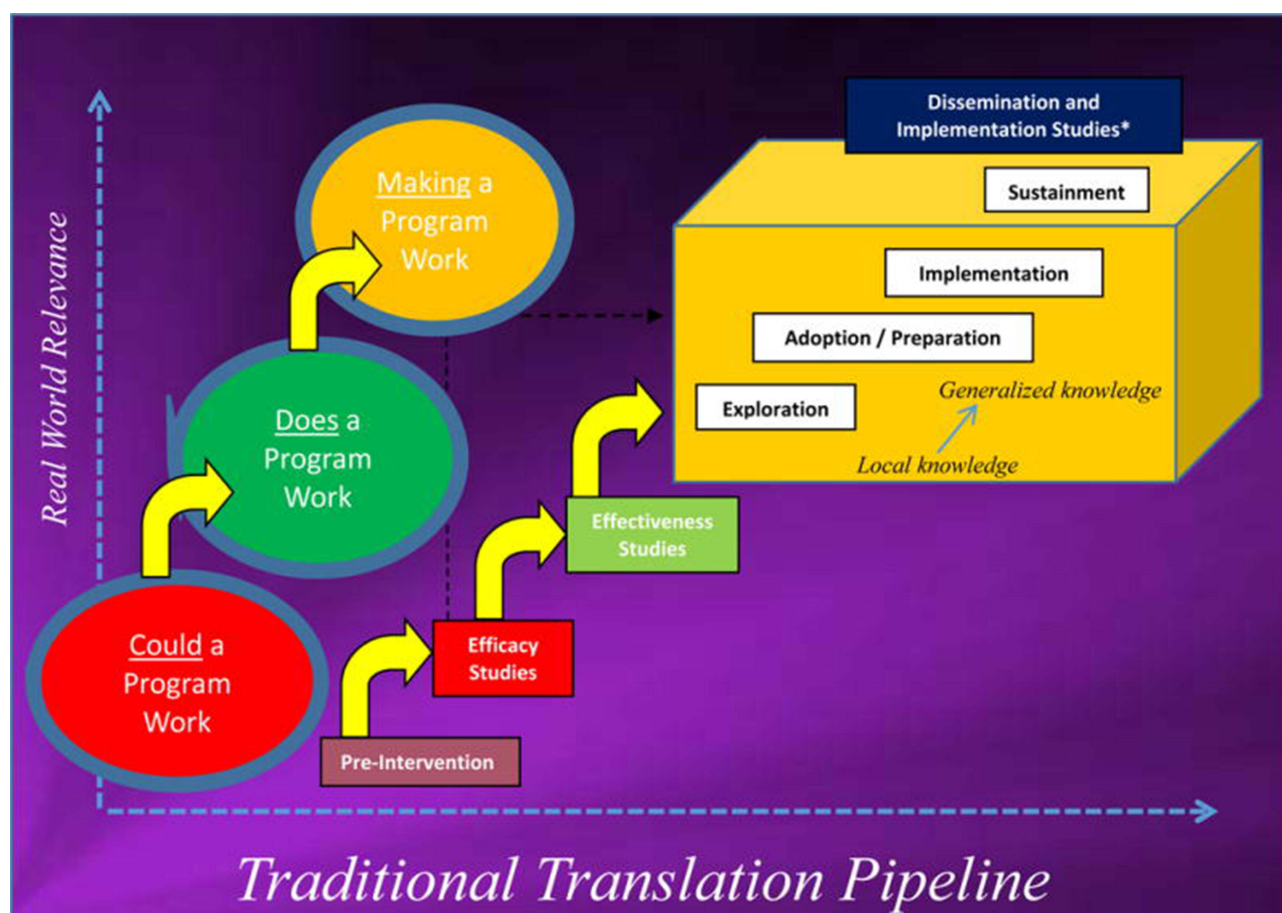 Dissemination and
Implementation Studies*
Sustainment
Implementation
Adoption / Preparation
Exploration
Generalized knowledge
Local knowledge
Making a
Program
Work
Does a
Program
Work
Could a
Program
Work
Effectiveness
Studies
Efficacy
Studies
Pre-Intervention
Real World Relevance
Traditional Translation Pipeline